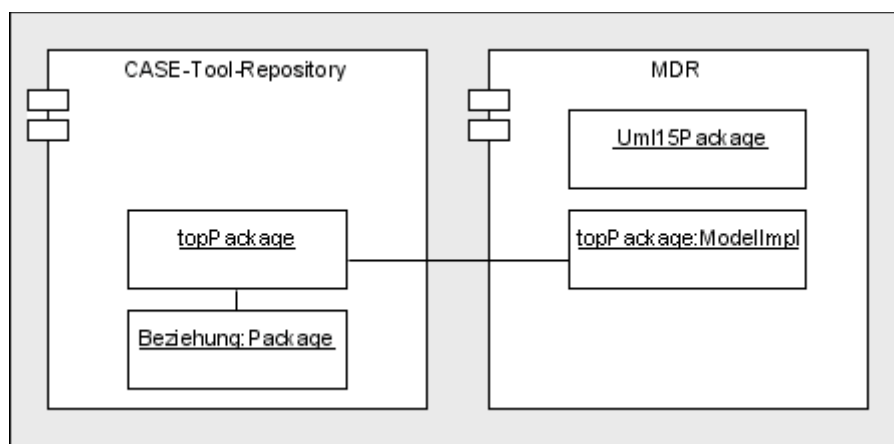 CASE-Tool-Repository
topPackage
Beziehung:Package
MDR
Uml15Package
topPackage:ModelImpl